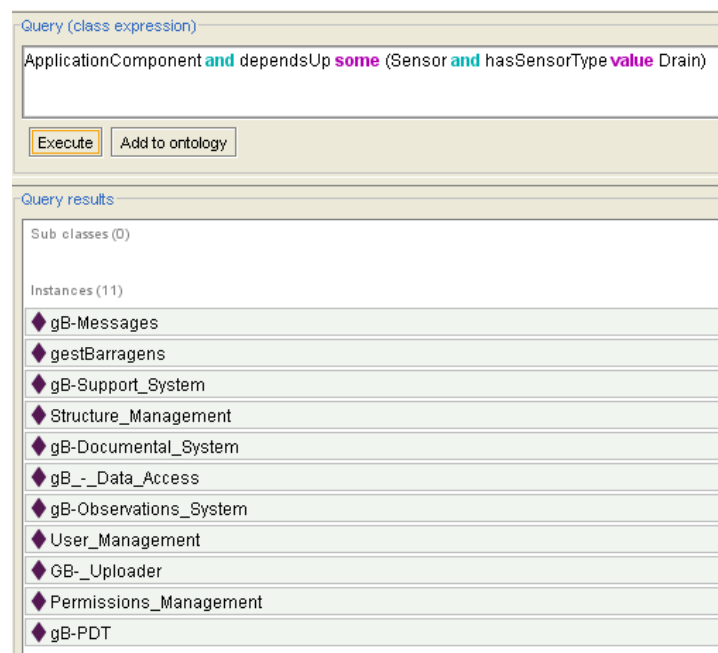 Query (class expression)
ApplicationComponent and dependsUp some (Sensor and hasSensorType value Drain)
Execute Add to ontology
Query results
Sub classes (0)
Instances (11)
gB-Messages
gestBarragens
gB-Support_System
Structure_Management
gB-Documental_System
gB_-_Data_Access
gB-Observations_System
User_Management
GB-_Uploader
Permissions_Management
gB-PDT